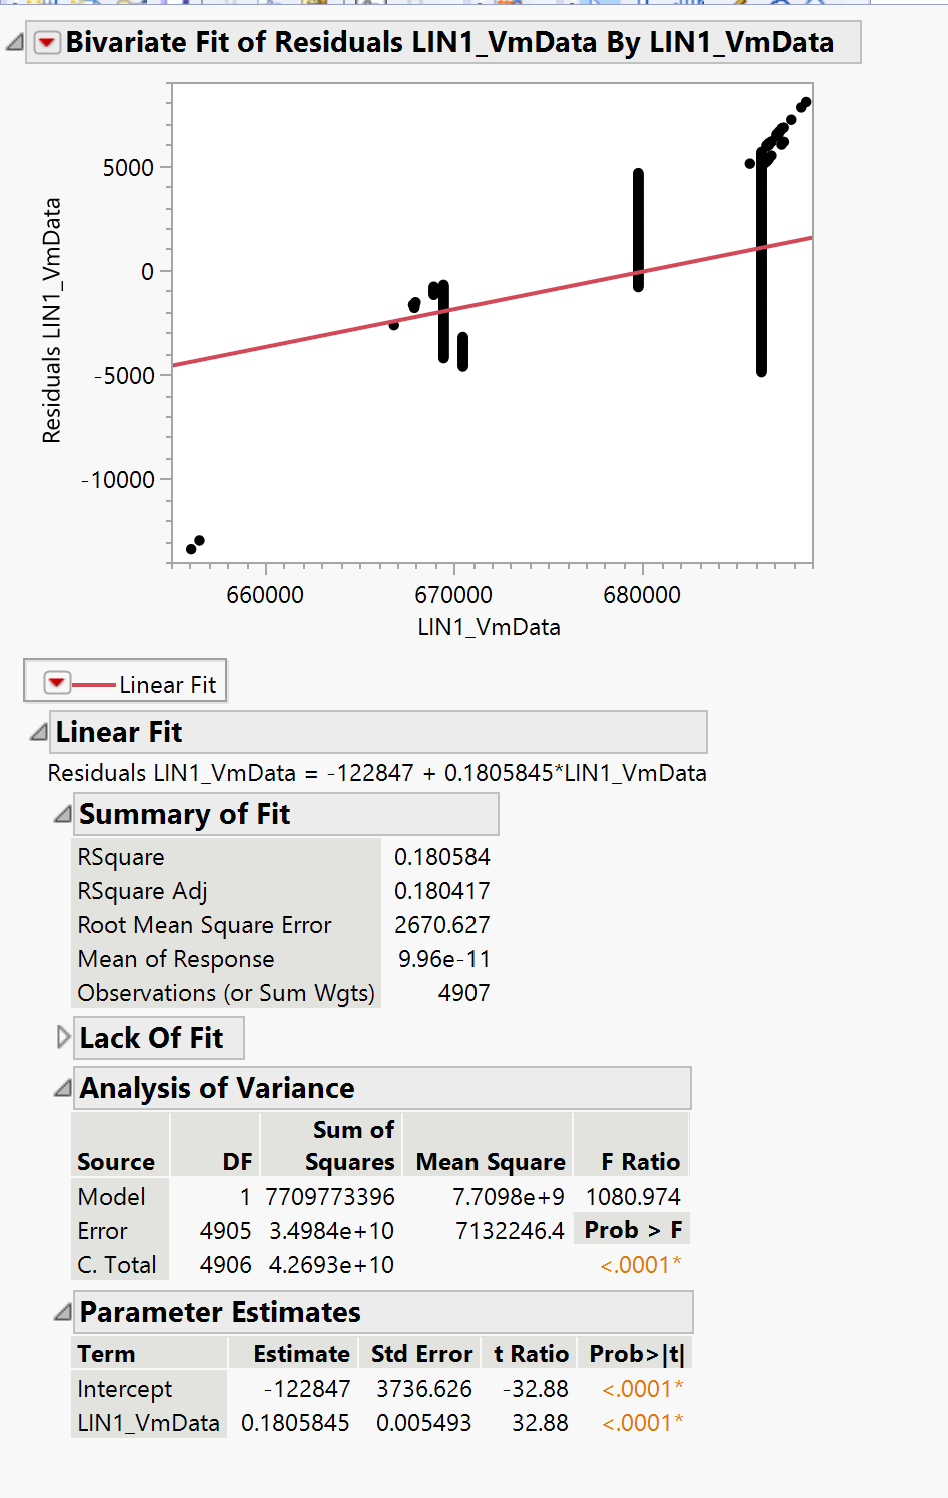 Bivariate Fit of Residuals LIN1_VmData By LIN1_VmData
Residuals LIN1_VmData
5000
0
-5000
-10000
660000 670000 680000
LIN1_VmData
Linear Fit
Linear Fit
Residuals LIN1_VmData = -122847 + 0.1805845*LIN1_VmData
Summary of Fit
RSquare 0.180584
RSquare Adj 0.180417
Root Mean Square Error 2670.627
Mean of Response 9.96e-11
Observations (or Sum Wgts) 4907
Lack Of Fit
Analysis of Variance
Sum of
Source DF Squares Mean Square F Ratio
Model 1 7709773396 7.7098e+9 1080.974
Error 4905 3.4984e+10 7132246.4 Prob > F
C. Total 4906 4.2693e+10 <.0001*
Parameter Estimates
Term Estimate Std Error t Ratio Prob>|t|
Intercept -122847 3736.626 -32.88 <.0001*
LIN1_VmData 0.1805845 0.005493 32.88 <.0001*